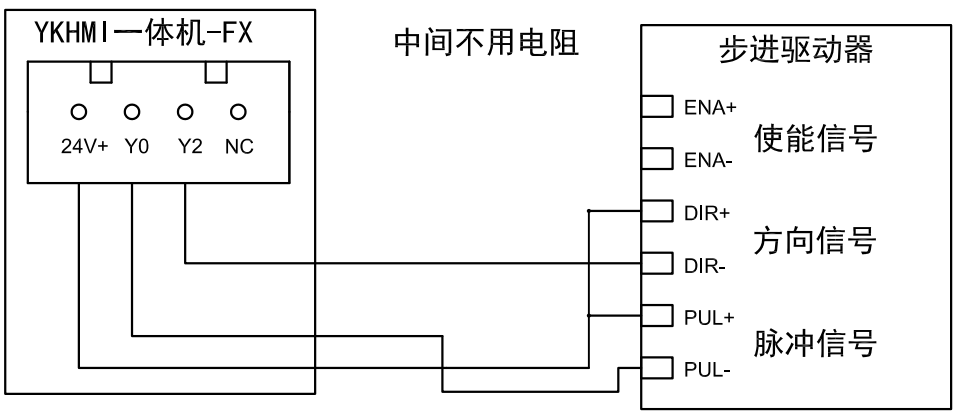 YKHMI一体机-FX
中间不用电阻
步进驱动器
24V+ Y0 Y2 NC
ENA+
使能信号
ENA-
DIR+
方向信号
DIR-
PUL+
脉冲信号
PUL-